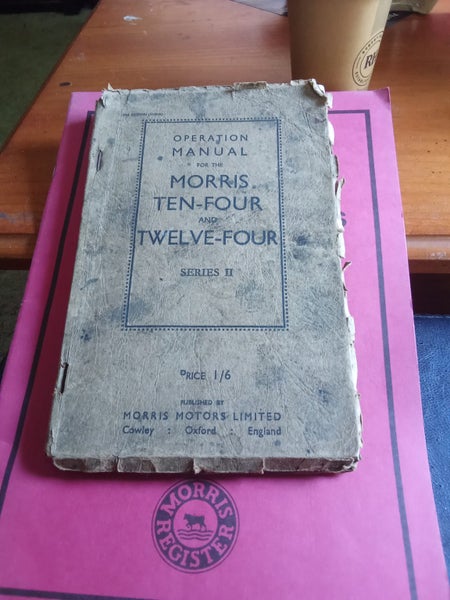 OPERATION
MANUAL
FOR THE
MORRIS
TEN-FOUR
AND
TWELVE-FOUR
SERIES II
PRICE 1/6
PUBLISHED BY
MORRIS MOTORS LIMITED
Cowley : Oxford : England
MORRIS
REGISTER